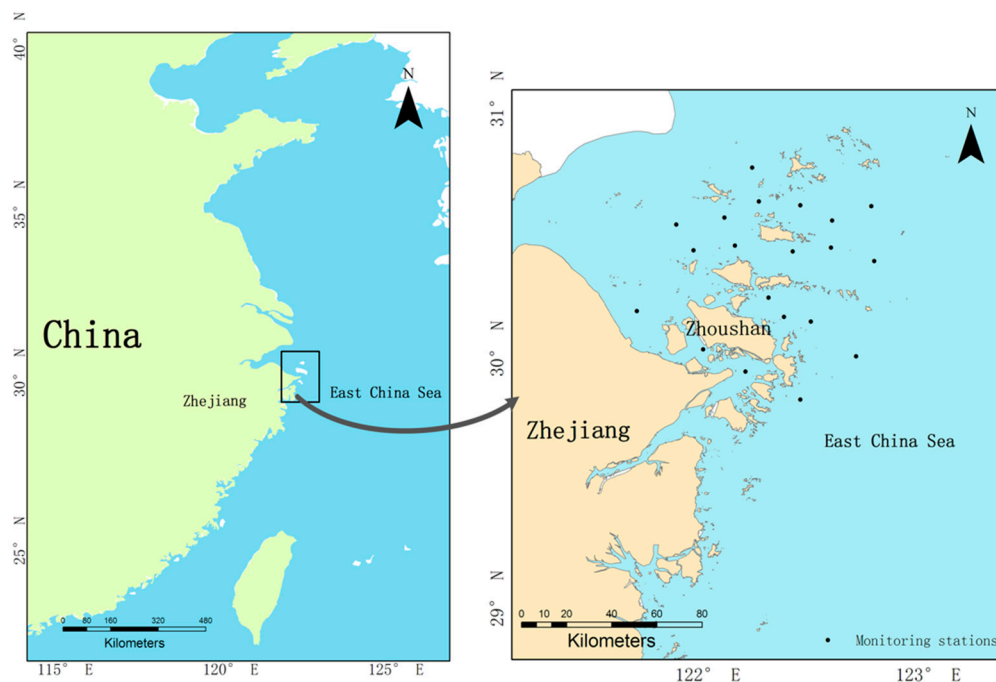 40° N
35° N
30° N
25° N
N
China
Zhejiang
East China Sea
0 80 160 320 480
Kilometers
115° E 120° E 125° E
31° N
30° N
29° N
N
Zhoushan
Zhejiang
East China Sea
0 10 20 40 60 80
Kilometers
Monitoring stations
122° E 123° E